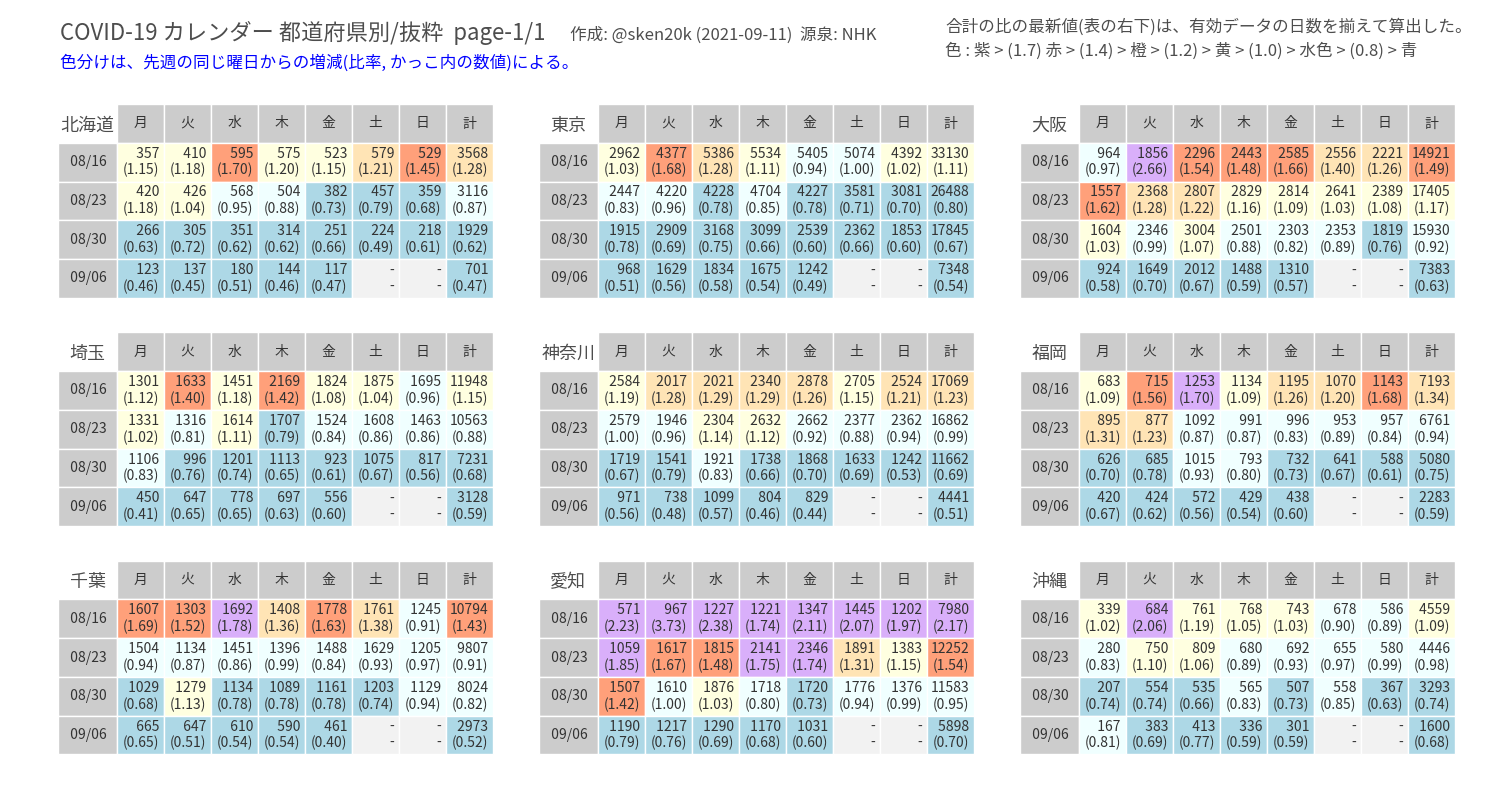 COVID-19 カレンダー 都道府県別/抜粋 page-1/1 作成: @sken20k (2021-09-11) 源泉: NHK
色分けは、先週の同じ曜日からの増減(比率, かっこ内の数値)による。
合計の比の最新値(表の右下)は、有効データの日数を揃えて算出した。
色 : 紫 > (1.7) 赤 > (1.4) 橙 > (1.2) > 黄 > (1.0) > 水色 > (0.8) > 青
北海道 月 火 水 木 金 土 日 計
08/16 357 410 595 575 523 579 529 3568
(1.15) (1.18) (1.70) (1.20) (1.15) (1.21) (1.45) (1.28)
08/23 420 426 568 504 382 457 359 3116
(1.18) (1.04) (0.95) (0.88) (0.73) (0.79) (0.68) (0.87)
08/30 266 305 351 314 251 224 218 1929
(0.63) (0.72) (0.62) (0.62) (0.66) (0.49) (0.61) (0.62)
09/06 123 137 180 144 117 - - 701
(0.46) (0.45) (0.51) (0.46) (0.47) - - (0.47)
東京 月 火 水 木 金 土 日 計
08/16 2962 4377 5386 5534 5405 5074 4392 33130
(1.03) (1.68) (1.28) (1.11) (0.94) (1.00) (1.02) (1.11)
08/23 2447 4220 4228 4704 4227 3581 3081 26488
(0.83) (0.96) (0.78) (0.85) (0.78) (0.71) (0.70) (0.80)
08/30 1915 2909 3168 3099 2539 2362 1853 17845
(0.78) (0.69) (0.75) (0.66) (0.60) (0.66) (0.60) (0.67)
09/06 968 1629 1834 1675 1242 - - 7348
(0.51) (0.56) (0.58) (0.54) (0.49) - - (0.54)
大阪 月 火 水 木 金 土 日 計
08/16 964 1856 2296 2443 2585 2556 2221 14921
(0.97) (2.66) (1.54) (1.48) (1.66) (1.40) (1.26) (1.49)
08/23 1557 2368 2807 2829 2814 2641 2389 17405
(1.62) (1.28) (1.22) (1.16) (1.09) (1.03) (1.08) (1.17)
08/30 1604 2346 3004 2501 2303 2353 1819 15930
(1.03) (0.99) (1.07) (0.88) (0.82) (0.89) (0.76) (0.92)
09/06 924 1649 2012 1488 1310 - - 7383
(0.58) (0.70) (0.67) (0.59) (0.57) - - (0.63)
埼玉 月 火 水 木 金 土 日 計
08/16 1301 1633 1451 2169 1824 1875 1695 11948
(1.12) (1.40) (1.18) (1.42) (1.08) (1.04) (0.96) (1.15)
08/23 1331 1316 1614 1707 1524 1608 1463 10563
(1.02) (0.81) (1.11) (0.79) (0.84) (0.86) (0.86) (0.88)
08/30 1106 996 1201 1113 923 1075 817 7231
(0.83) (0.76) (0.74) (0.65) (0.61) (0.67) (0.56) (0.68)
09/06 450 647 778 697 556 - - 3128
(0.41) (0.65) (0.65) (0.63) (0.60) - - (0.59)
神奈川 月 火 水 木 金 土 日 計
08/16 2584 2017 2021 2340 2878 2705 2524 17069
(1.19) (1.28) (1.29) (1.29) (1.26) (1.15) (1.21) (1.23)
08/23 2579 1946 2304 2632 2662 2377 2362 16862
(1.00) (0.96) (1.14) (1.12) (0.92) (0.88) (0.94) (0.99)
08/30 1719 1541 1921 1738 1868 1633 1242 11662
(0.67) (0.79) (0.83) (0.66) (0.70) (0.69) (0.53) (0.69)
09/06 971 738 1099 804 829 - - 4441
(0.56) (0.48) (0.57) (0.46) (0.44) - - (0.51)
福岡 月 火 水 木 金 土 日 計
08/16 683 715 1253 1134 1195 1070 1143 7193
(1.09) (1.56) (1.70) (1.09) (1.26) (1.20) (1.68) (1.34)
08/23 895 877 1092 991 996 953 957 6761
(1.31) (1.23) (0.87) (0.87) (0.83) (0.89) (0.84) (0.94)
08/30 626 685 1015 793 732 641 588 5080
(0.70) (0.78) (0.93) (0.80) (0.73) (0.67) (0.61) (0.75)
09/06 420 424 572 429 438 - - 2283
(0.67) (0.62) (0.56) (0.54) (0.60) - - (0.59)
千葉 月 火 水 木 金 土 日 計
08/16 1607 1303 1692 1408 1778 1761 1245 10794
(1.69) (1.52) (1.78) (1.36) (1.63) (1.38) (0.91) (1.43)
08/23 1504 1134 1451 1396 1488 1629 1205 9807
(0.94) (0.87) (0.86) (0.99) (0.84) (0.93) (0.97) (0.91)
08/30 1029 1279 1134 1089 1161 1203 1129 8024
(0.68) (1.13) (0.78) (0.78) (0.78) (0.74) (0.94) (0.82)
09/06 665 647 610 590 461 - - 2973
(0.65) (0.51) (0.54) (0.54) (0.40) - - (0.52)
愛知 月 火 水 木 金 土 日 計
08/16 571 967 1227 1221 1347 1445 1202 7980
(2.23) (3.73) (2.38) (1.74) (2.11) (2.07) (1.97) (2.17)
08/23 1059 1617 1815 2141 2346 1891 1383 12252
(1.85) (1.67) (1.48) (1.75) (1.74) (1.31) (1.15) (1.54)
08/30 1507 1610 1876 1718 1720 1776 1376 11583
(1.42) (1.00) (1.03) (0.80) (0.73) (0.94) (0.99) (0.95)
09/06 1190 1217 1290 1170 1031 - - 5898
(0.79) (0.76) (0.69) (0.68) (0.60) - - (0.70)
沖縄 月 火 水 木 金 土 日 計
08/16 339 684 761 768 743 678 586 4559
(1.02) (2.06) (1.19) (1.05) (1.03) (0.90) (0.89) (1.09)
08/23 280 750 809 680 692 655 580 4446
(0.83) (1.10) (1.06) (0.89) (0.93) (0.97) (0.99) (0.98)
08/30 207 554 535 565 507 558 367 3293
(0.74) (0.74) (0.66) (0.83) (0.73) (0.85) (0.63) (0.74)
09/06 167 383 413 336 301 - - 1600
(0.81) (0.69) (0.77) (0.59) (0.59) - - (0.68)